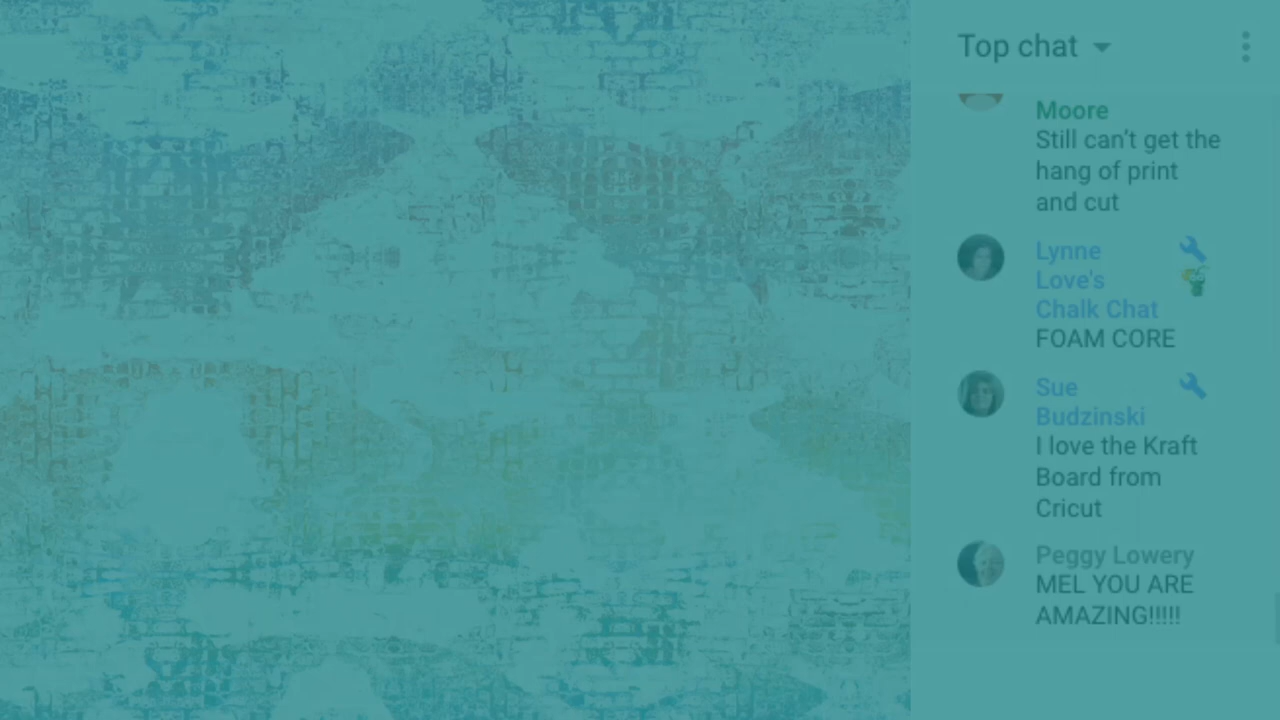 Top chat
Moore
Still can't get the
hang of print
and cut
Lynne
Love's
Chalk Chat
FOAM CORE
Sue
Budzinski
I love the Kraft
Board from
Cricut
Peggy Lowery
MEL YOU ARE
AMAZING!!!!!